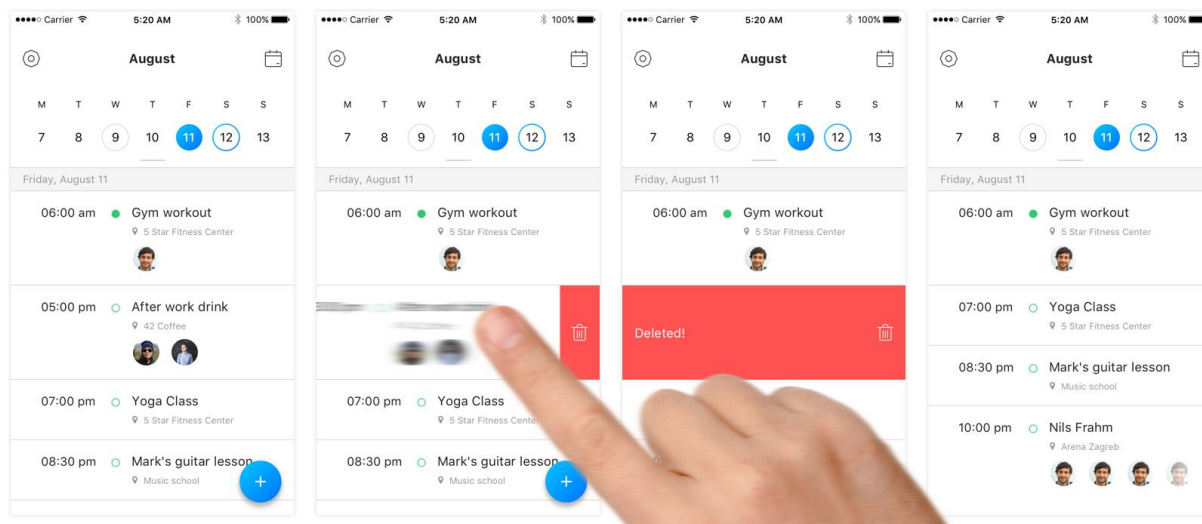 Carrier 5:20 AM 100%
August
M T W T F S S
7 8 9 10 11 12 13
Friday, August 11
06:00 am Gym workout
5 Star Fitness Center
05:00 pm After work drink
42 Coffee
07:00 pm Yoga Class
5 Star Fitness Center
08:30 pm Mark's guitar lesson
Music school
+
Carrier 5:20 AM 100%
August
M T W T F S S
7 8 9 10 11 12 13
Friday, August 11
06:00 am Gym workout
5 Star Fitness Center
07:00 pm Yoga Class
5 Star Fitness
08:30 pm Mark's guitar lesson
Music school
+
Carrier 5:20 AM 100%
August
M T W T F S S
7 8 9 10 11 12 13
Friday, August 11
06:00 am Gym workout
5 Star Fitness Center
Deleted!
Carrier 5:20 AM 100%
August
M T W T F S S
7 8 9 10 11 12 13
Friday, August 11
06:00 am Gym workout
5 Star Fitness Center
07:00 pm Yoga Class
5 Star Fitness Center
08:30 pm Mark's guitar lesson
Music school
10:00 pm Nils Frahm
Arena Zagreb